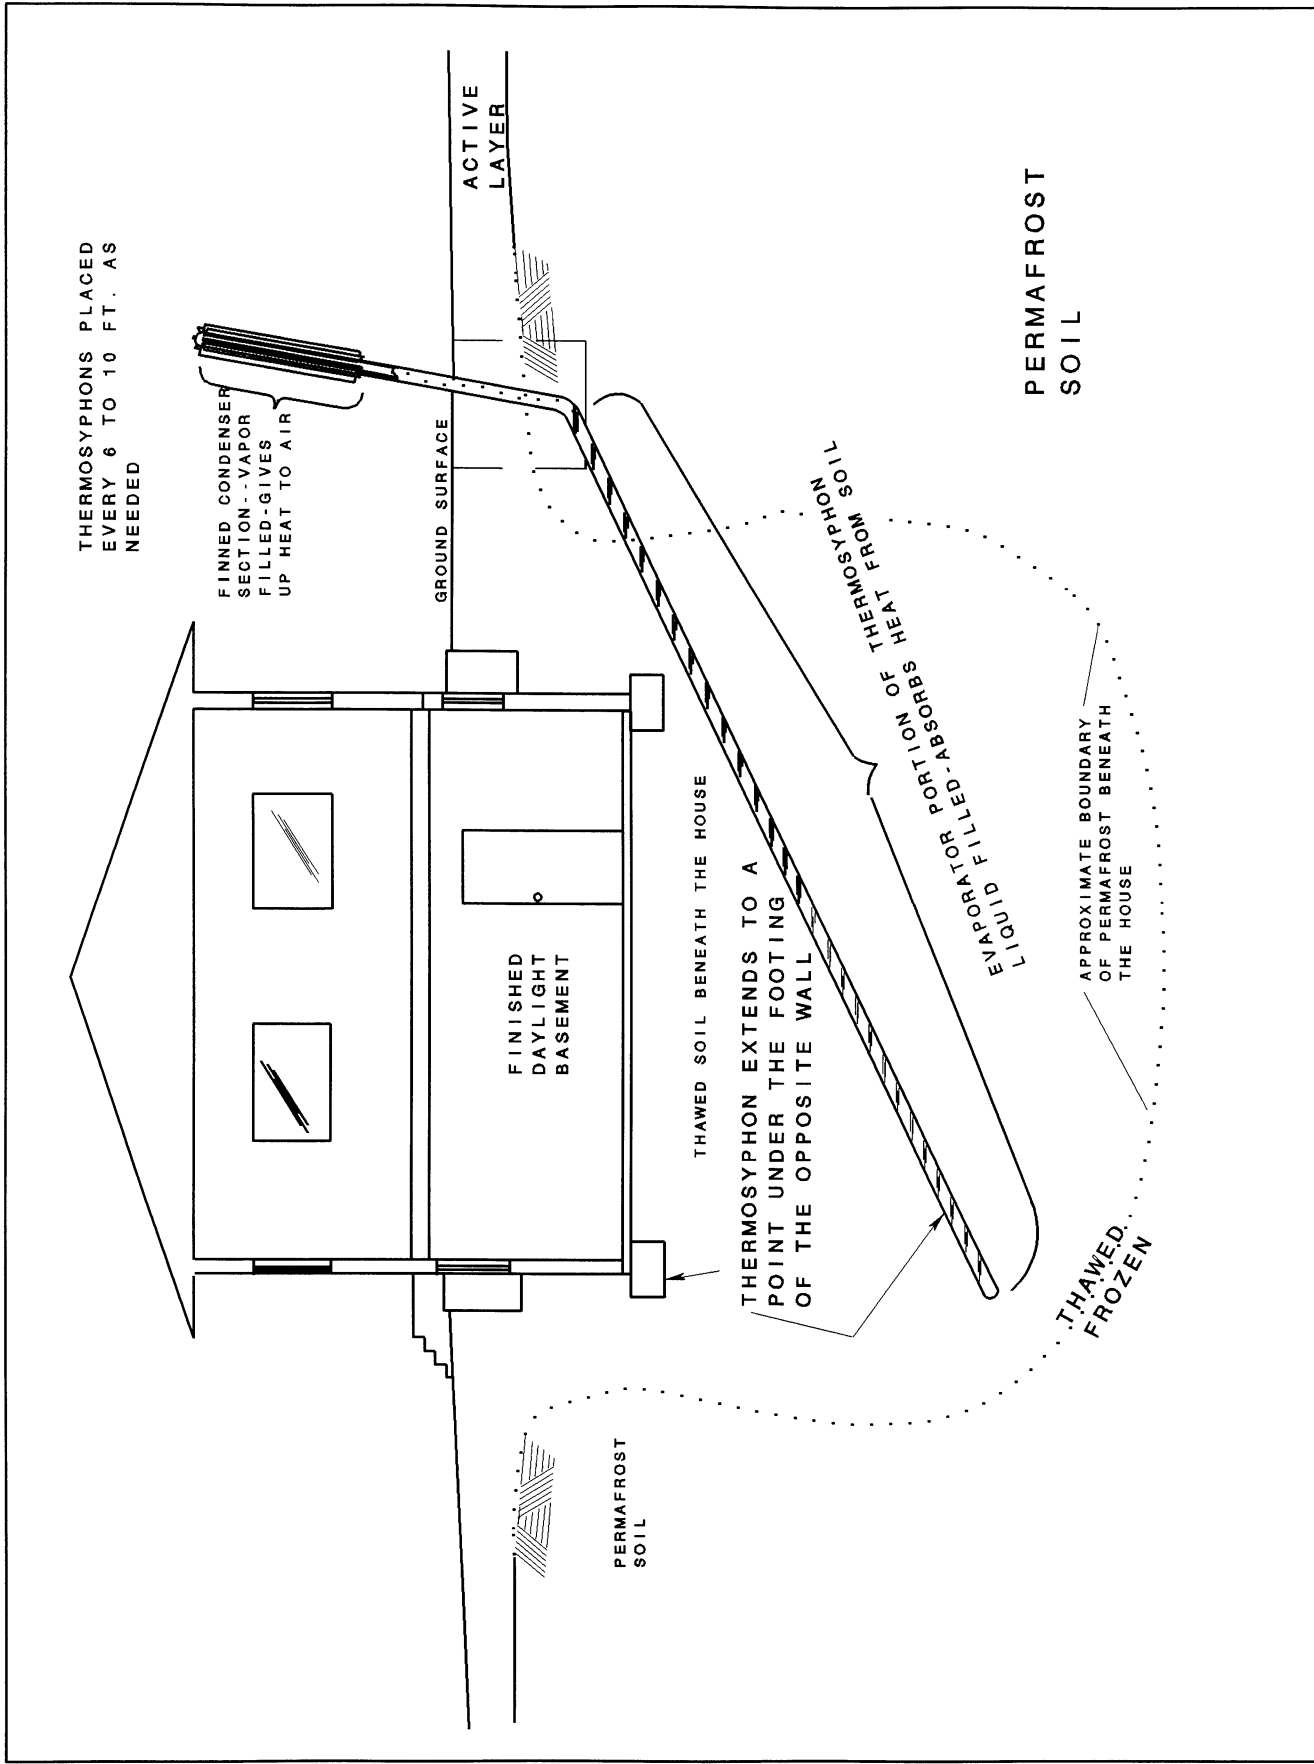 THERMOSYPHONS PLACED
EVERY 6 TO 10 FT. AS
NEEDED
FINNED CONDENSER
SECTION--VAPOR
FILLED-GIVES
UP HEAT TO AIR
GROUND SURFACE
ACTIVE
LAYER
FINISHED
DAYLIGHT
BASEMENT
THAWED SOIL BENEATH THE HOUSE
THERMOSYPHON EXTENDS TO A
POINT UNDER THE FOOTING
OF THE OPPOSITE WALL
EVAPORATOR PORTION OF THERMOSYPHON
LIQUID FILLED-ABSORBS HEAT FROM SOIL
PERMAFROST
SOIL
PERMAFROST
SOIL
APPROXIMATE BOUNDARY
OF PERMAFROST BENEATH
THE HOUSE
THAWED
FROZEN